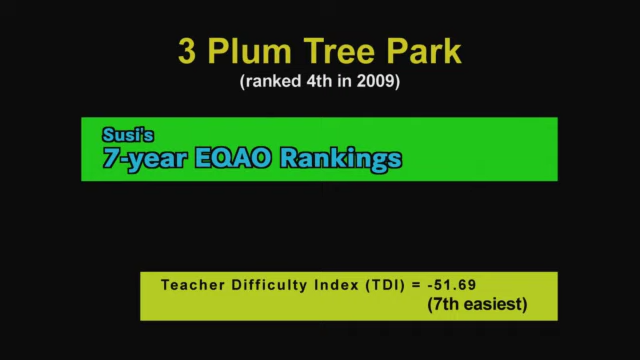 3 Plum Tree Park
(ranked 4th in 2009)
Susi's
7-year EQAO Rankings
Teacher Difficulty Index (TDI) = -51.69
(7th easiest)